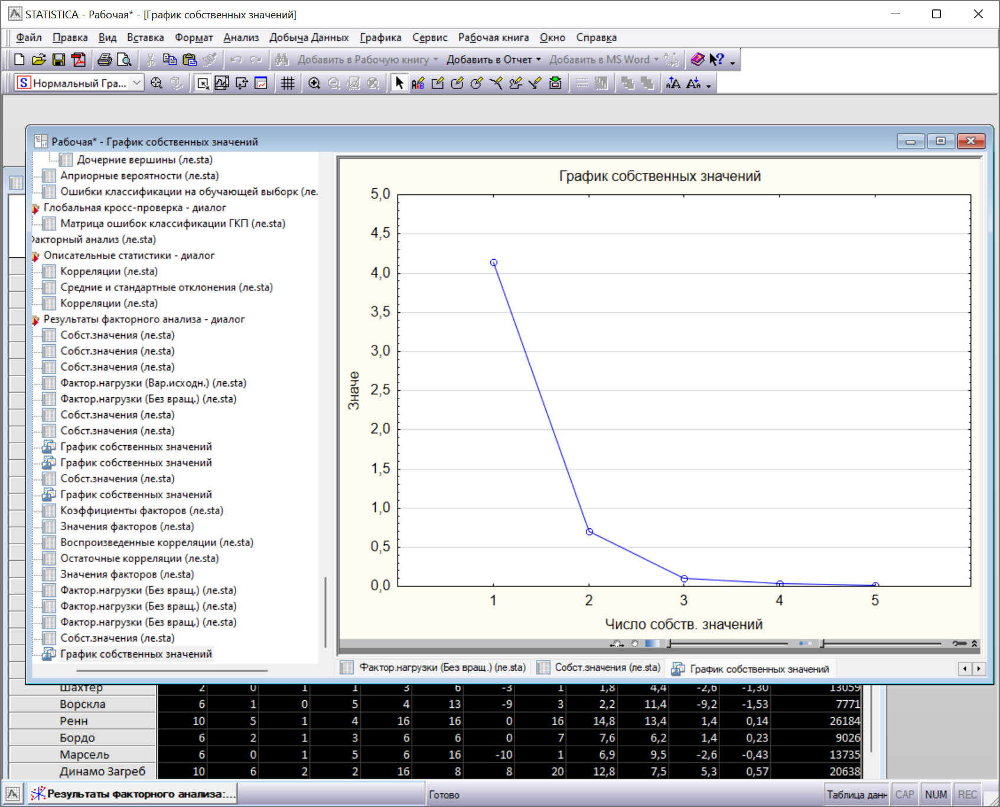 STATISTICA - Рабочая* - [График собственных значений]
Файл Правка Вид Вставка Формат Анализ Добыча Данных Графика Сервис Рабочая книга Окно Справка
Добавить в Рабочую книгу Добавить в Отчет Добавить в MS Word
Нормальный Гра...
Рабочая* - График собственных значений
Дочерние вершины (ле.sta)
Априорные вероятности (ле.sta)
Ошибки классификации на обучающей выборк (ле.
Глобальная кросс-проверка - диалог
Матрица ошибок классификации ГКП (ле.sta)
Факторный анализ (ле.sta)
Описательные статистики - диалог
Корреляции (ле.sta)
Средние и стандартные отклонения (ле.sta)
Корреляции (ле.sta)
Результаты факторного анализа - диалог
Собст.значения (ле.sta)
Собст.значения (ле.sta)
Собст.значения (ле.sta)
Фактор.нагрузки (Вар.исходн.) (ле.sta)
Фактор.нагрузки (Без вращ.) (ле.sta)
Собст.значения (ле.sta)
Собст.значения (ле.sta)
График собственных значений
График собственных значений
Собст.значения (ле.sta)
График собственных значений
Коэффициенты факторов (ле.sta)
Значения факторов (ле.sta)
Воспроизведенные корреляции (ле.sta)
Остаточные корреляции (ле.sta)
Значения факторов (ле.sta)
Фактор.нагрузки (Без вращ.) (ле.sta)
Фактор.нагрузки (Без вращ.) (ле.sta)
Фактор.нагрузки (Без вращ.) (ле.sta)
Собст.значения (ле.sta)
График собственных значений
График собственных значений
5,0
4,5
4,0
3,5
3,0
2,5
2,0
1,5
1,0
0,5
0,0
Значе
1 2 3 4 5
Число собств. значений
Фактор.нагрузки (Без вращ.) (ле.sta) Собст.значения (ле.sta) График собственных значений
Шахтер 2 0 1 1 3 6 -3 1 1,8 4,4 -2,6 -1,30 13059
Ворскла 6 1 0 5 4 13 -9 3 2,2 11,4 -9,2 -1,53 7771
Ренн 10 5 1 4 16 16 0 16 14,8 13,4 1,4 0,14 26184
Бордо 6 2 1 3 6 6 0 7 7,6 6,2 1,4 0,23 9026
Марсель 6 0 1 5 6 16 -10 1 6,9 9,5 -2,6 -0,43 13735
Динамо Загреб 10 6 2 2 16 8 8 20 12,8 7,5 5,3 0,57 20638
Результаты факторного анализа:... Готово Таблица данн CAP NUM REC